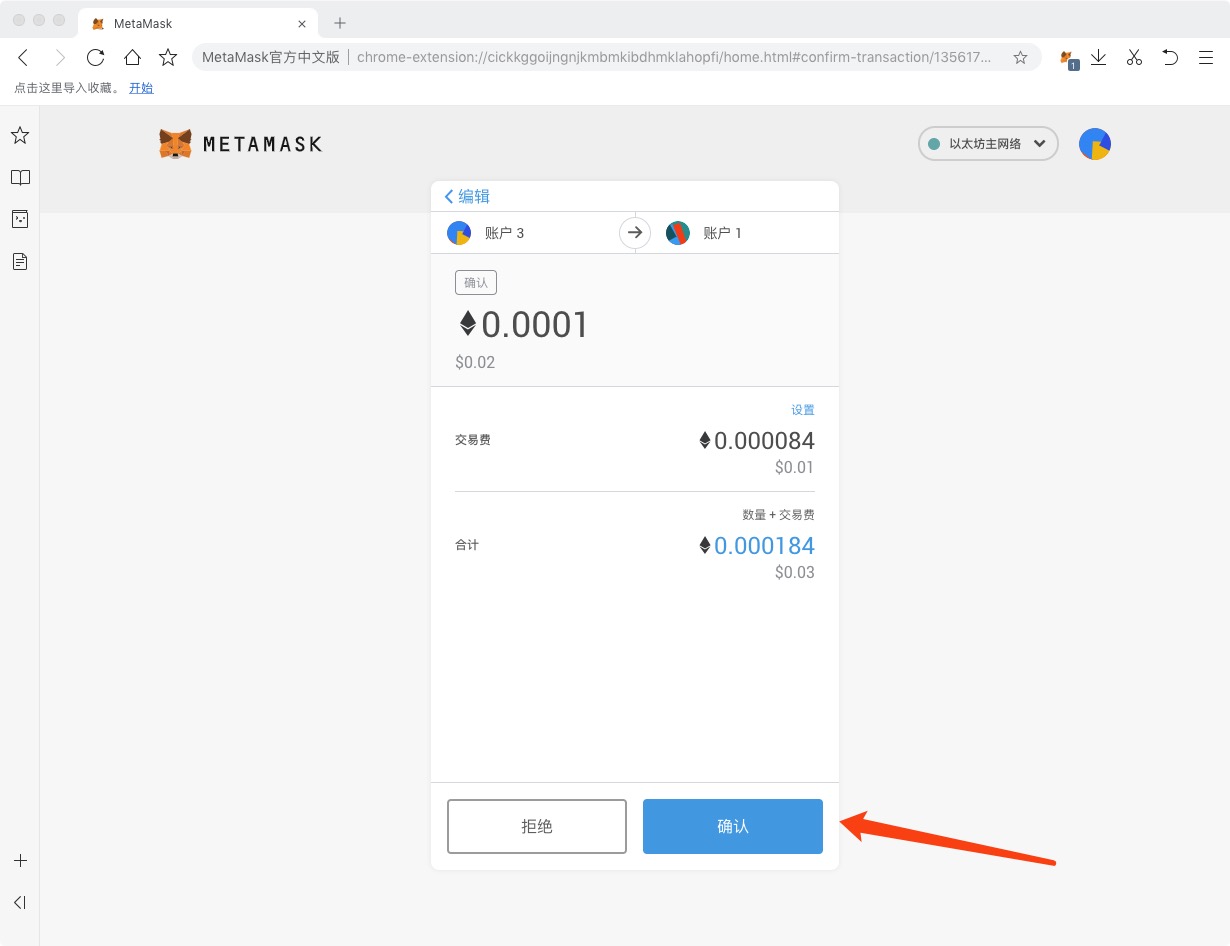 MetaMask
MetaMask官方中文版 chrome-extension://cickkggoijngnjkmbmkibdhmklahopfi/home.html#confirm-transaction/135617...
1
点击这里导入收藏。 开始
METAMASK
以太坊主网络
编辑
账户 3
账户 1
确认
0.0001
$0.02
设置
交易费
0.000084
$0.01
数量 + 交易费
合计
0.000184
$0.03
拒绝
确认